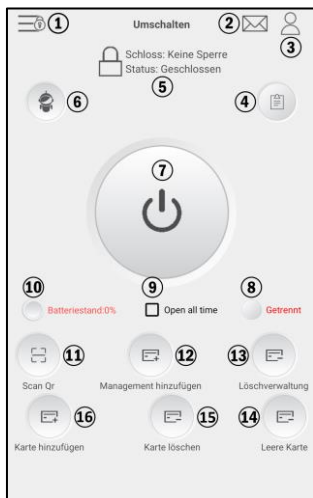 1 Umschalten 2 3
Schloss: Keine Sperre
Status: Geschlossen
6 5 4
7
10 9 8
Batteriestand:0% Open all time Getrennt
11 12 13
Scan Qr Management hinzufügen Löschverwaltung
16 15 14
Karte hinzufügen Karte löschen Leere Karte